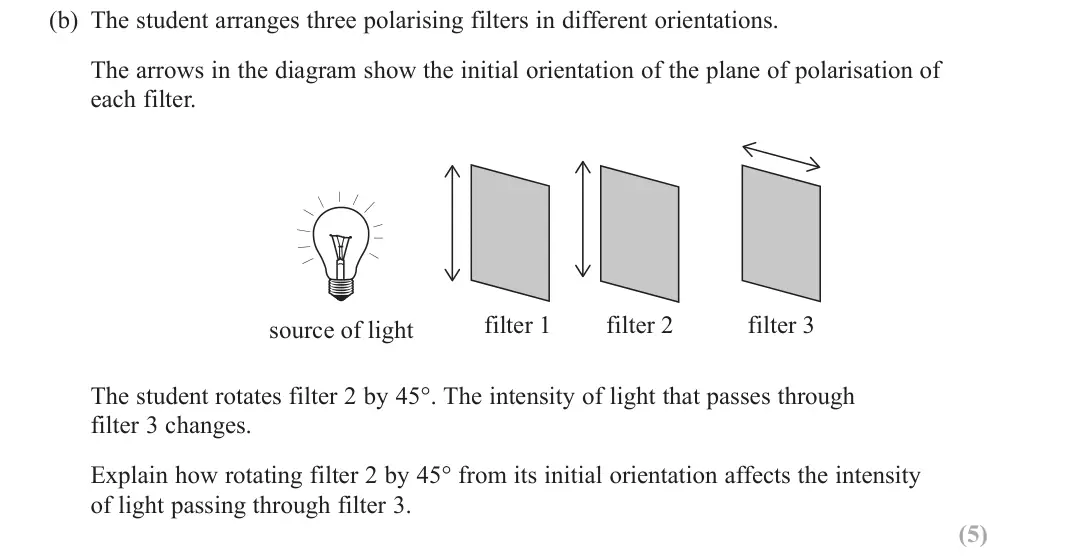 (b) The student arranges three polarising filters in different orientations.
The arrows in the diagram show the initial orientation of the plane of polarisation of
each filter.
source of light
filter 1
filter 2
filter 3
The student rotates filter 2 by 45°. The intensity of light that passes through
filter 3 changes.
Explain how rotating filter 2 by 45° from its initial orientation affects the intensity
of light passing through filter 3.
(5)